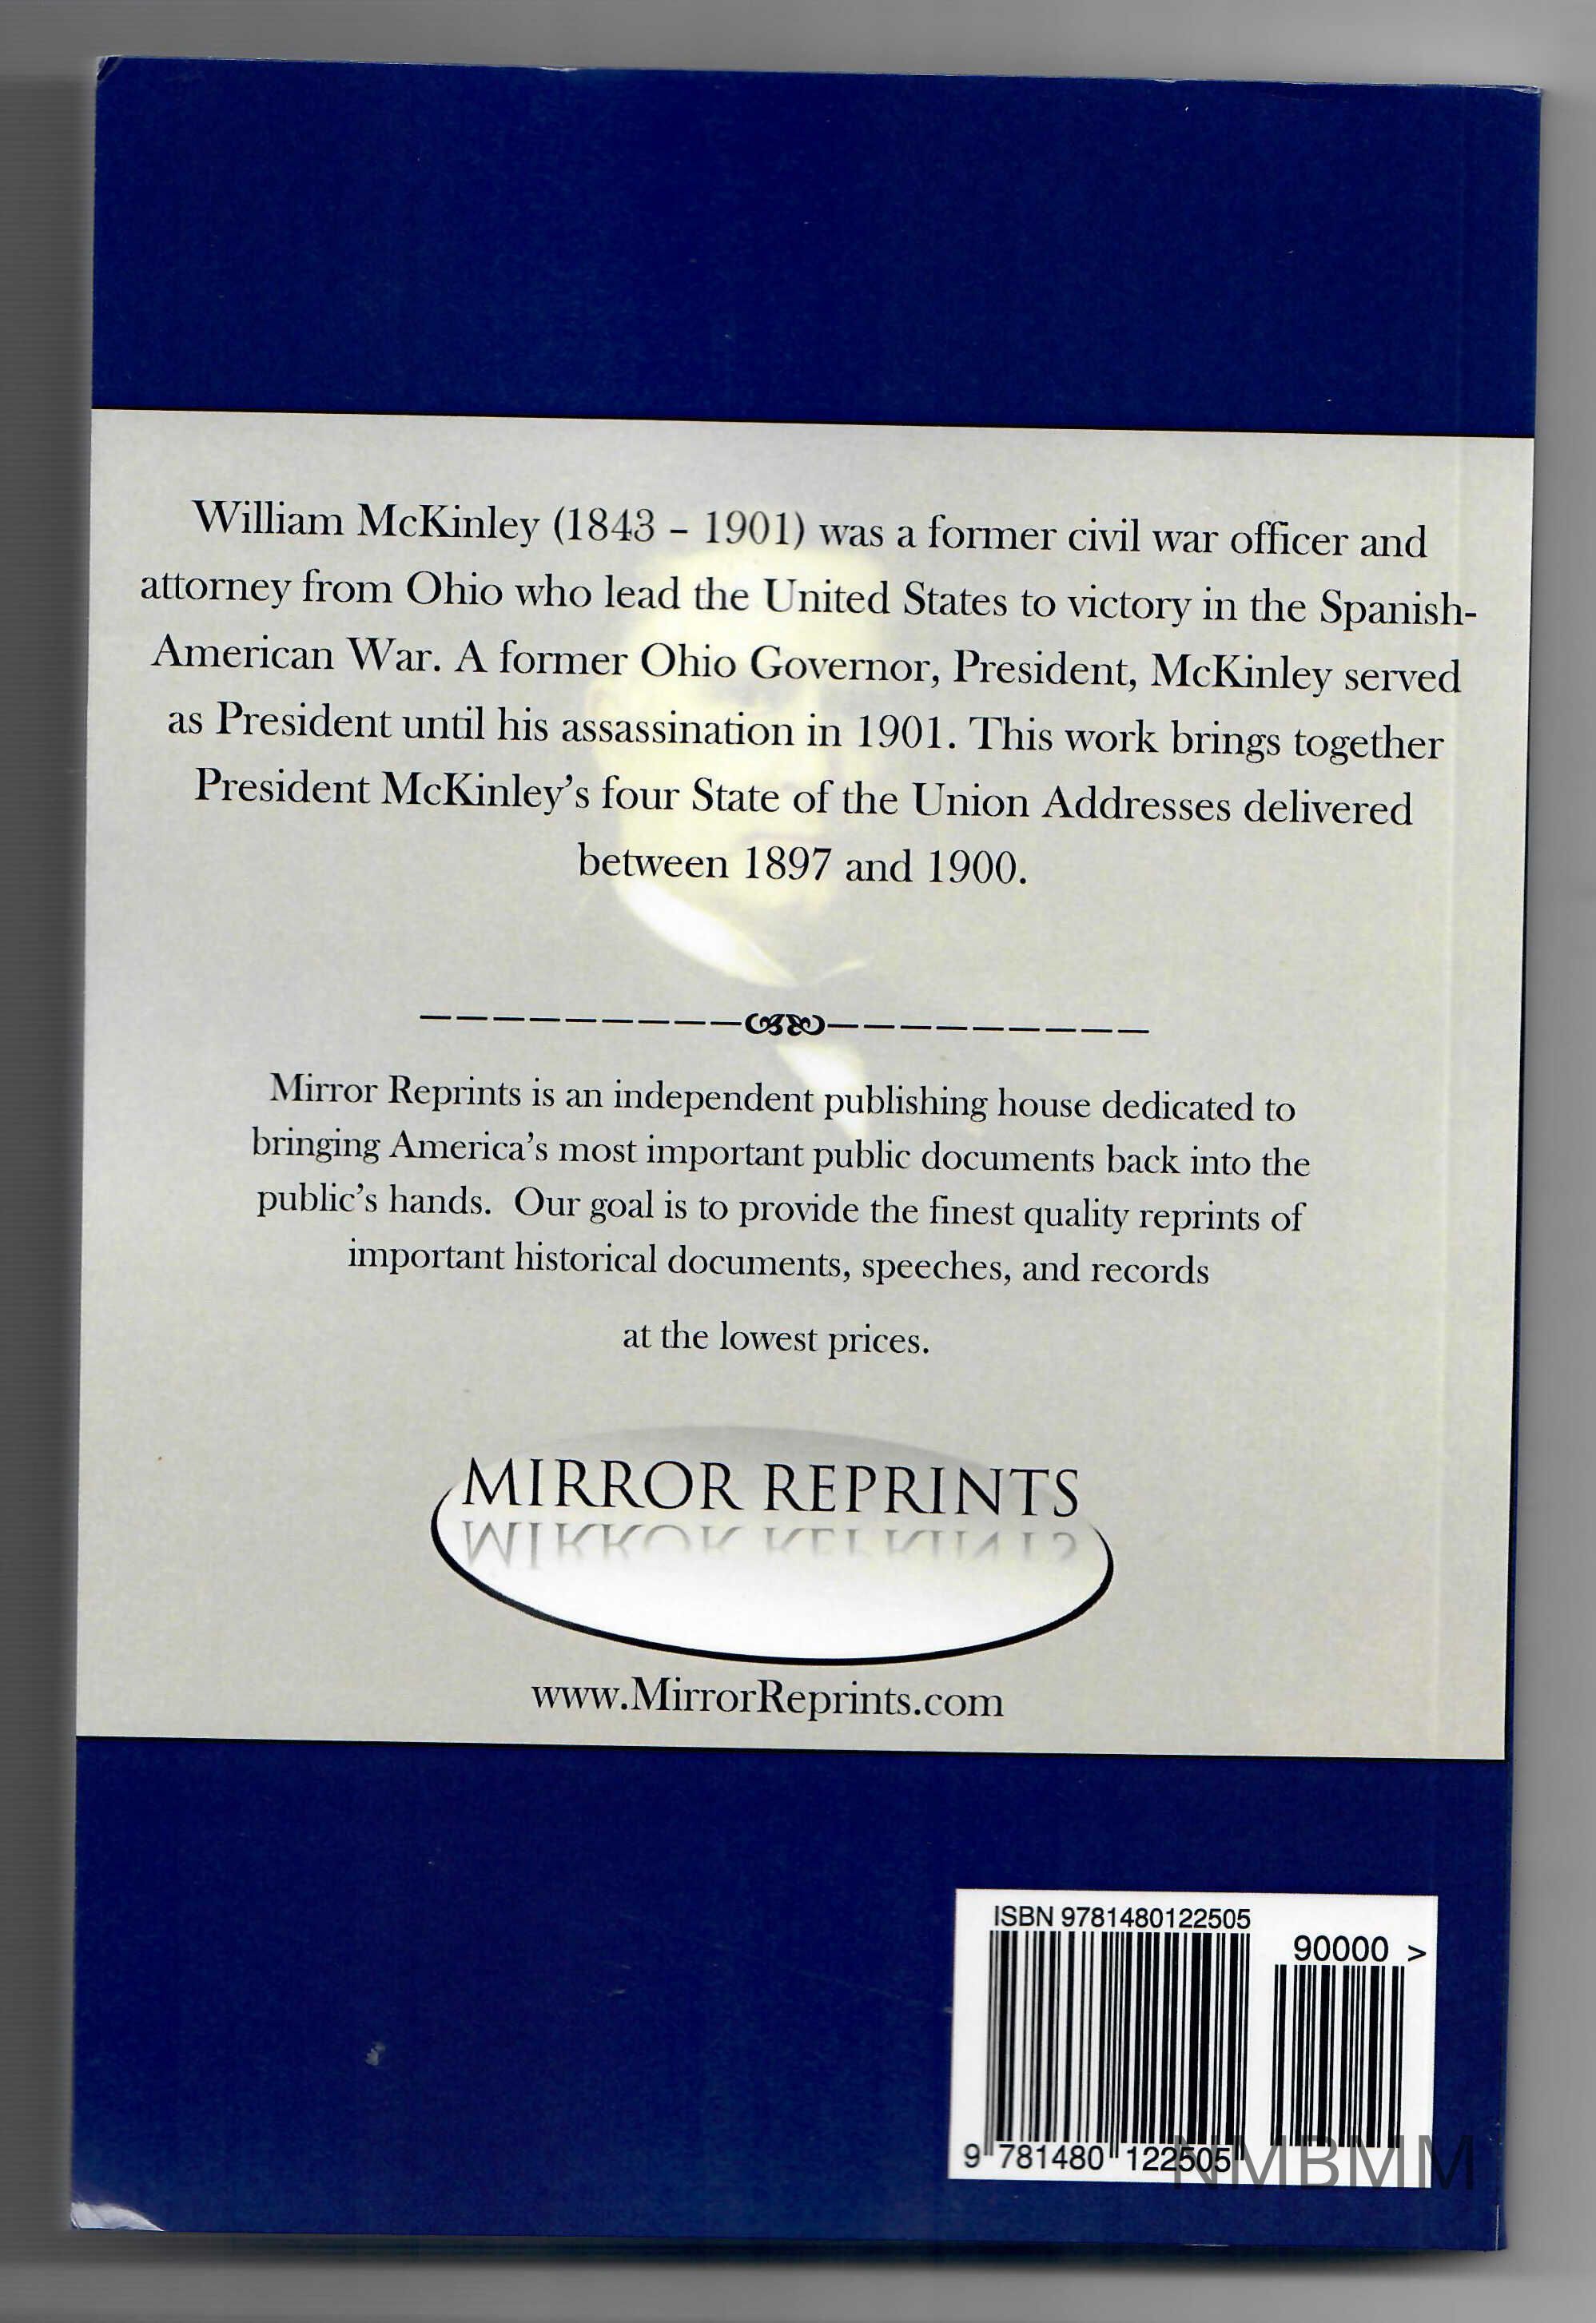 William McKinley (1843 – 1901) was a former civil war officer and
attorney from Ohio who lead the United States to victory in the Spanish-
American War. A former Ohio Governor, President, McKinley served
as President until his assassination in 1901. This work brings together
President McKinley's four State of the Union Addresses delivered
between 1897 and 1900.
Mirror Reprints is an independent publishing house dedicated to
bringing America's most important public documents back into the
public's hands.  Our goal is to provide the finest quality reprints of
important historical documents, speeches, and records
at the lowest prices.
MIRROR REPRINTS
www.MirrorReprints.com
ISBN 9781480122505
90000 >
9 781480 122505
NMBMM